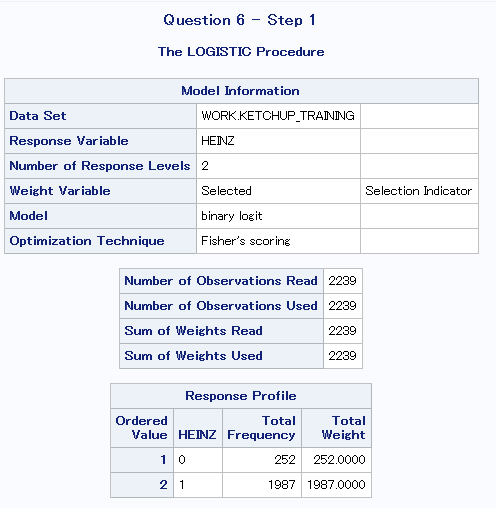 Question 6 - Step 1
The LOGISTIC Procedure
Model Information
Data Set WORK.KETCHUP_TRAINING
Response Variable HEINZ
Number of Response Levels 2
Weight Variable Selected Selection Indicator
Model binary logit
Optimization Technique Fisher's scoring
Number of Observations Read 2239
Number of Observations Used 2239
Sum of Weights Read 2239
Sum of Weights Used 2239
Response Profile
Ordered Value HEINZ Total Frequency Total Weight
1 0 252 252.0000
2 1 1987 1987.0000